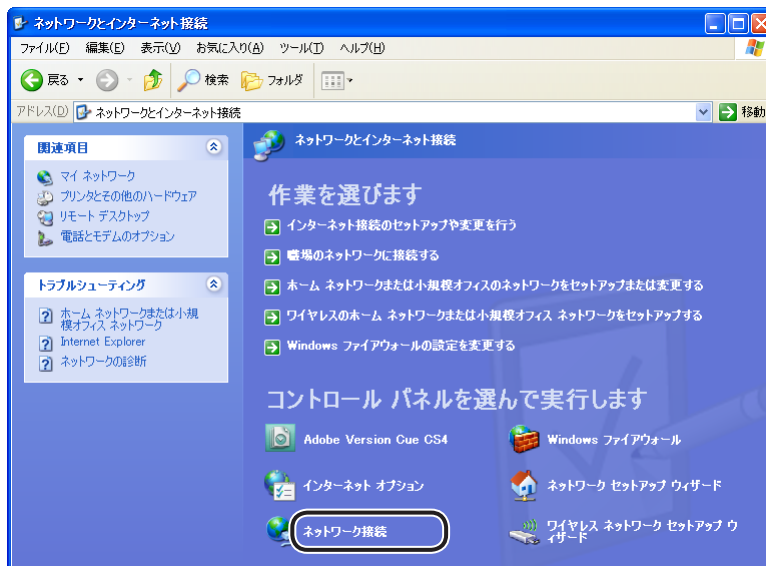 ネットワークとインターネット接続
ファイル(F) 編集(E) 表示(V) お気に入り(A) ツール(T) ヘルプ(H)
戻る 検索 フォルダ
アドレス(D) ネットワークとインターネット接続 移動
関連項目
マイ ネットワーク
プリンタとその他のハードウェア
リモート デスクトップ
電話とモデムのオプション
トラブルシューティング
ホーム ネットワークまたは小規
模オフィス ネットワーク
Internet Explorer
ネットワークの診断
ネットワークとインターネット接続
作業を選びます
インターネット接続のセットアップや変更を行う
職場のネットワークに接続する
ホーム ネットワークまたは小規模オフィスのネットワークをセットアップまたは変更する
ワイヤレスのホーム ネットワークまたは小規模オフィス ネットワークをセットアップする
Windows ファイアウォールの設定を変更する
コントロール パネルを選んで実行します
Adobe Version Cue CS4
Windows ファイアウォール
インターネット オプション
ネットワーク セットアップ ウィザード
ネットワーク接続
ワイヤレス ネットワーク セットアップ ウ
ィザード